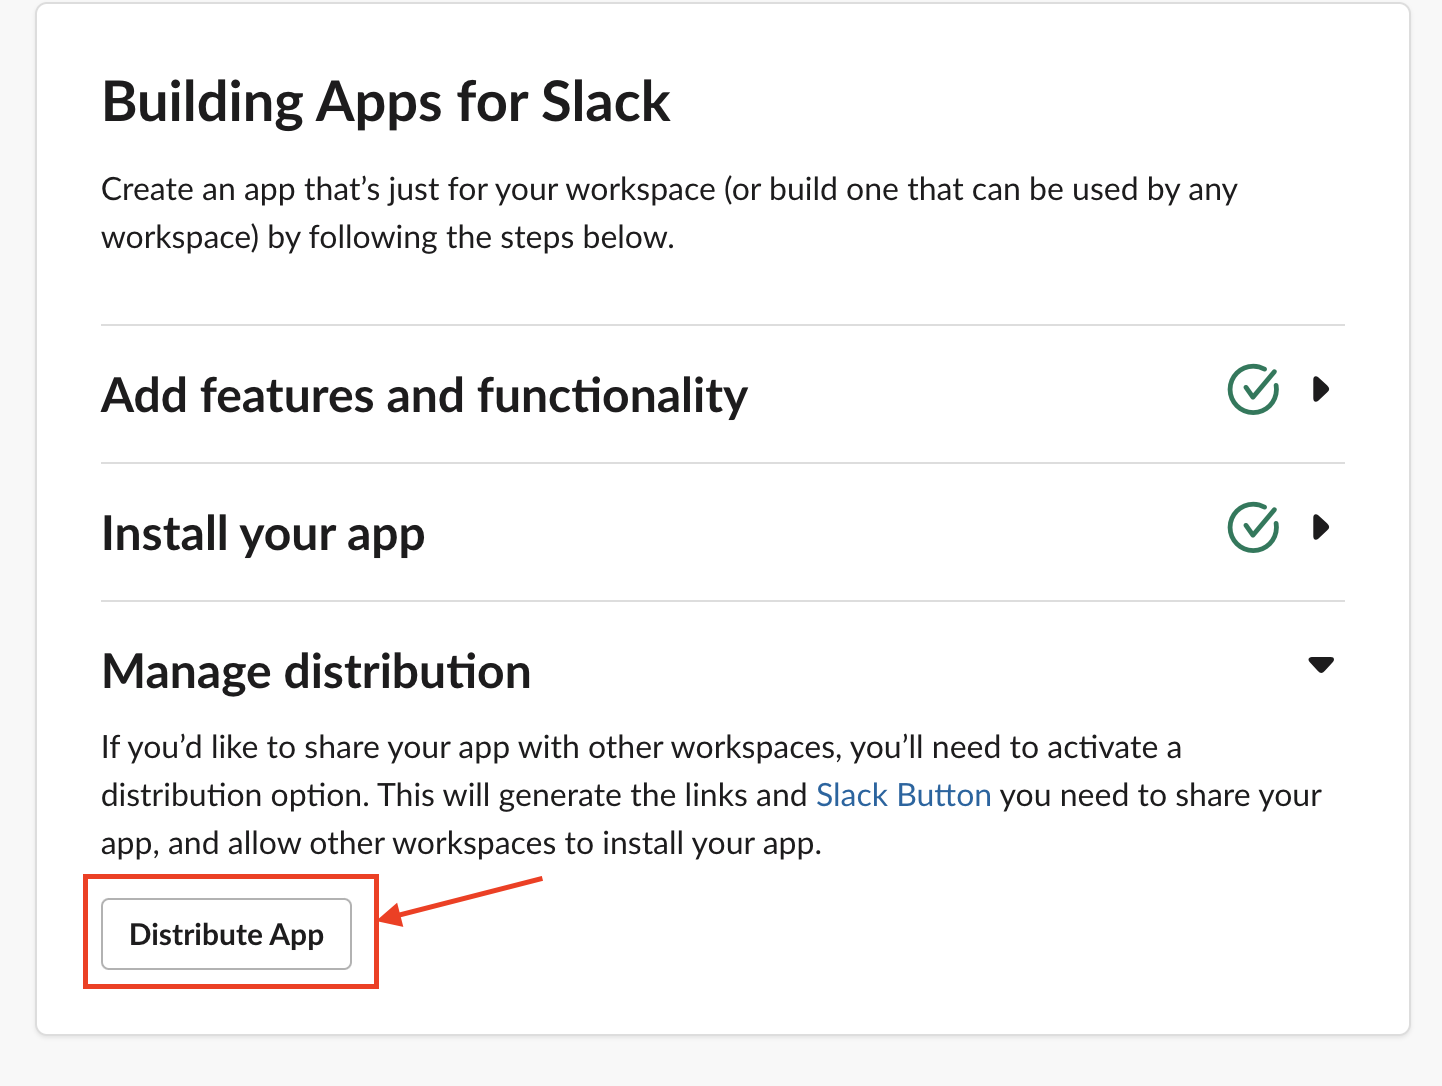 Building Apps for Slack
Create an app that’s just for your workspace (or build one that can be used by any
workspace) by following the steps below.
Add features and functionality
Install your app
Manage distribution
If you’d like to share your app with other workspaces, you’ll need to activate a
distribution option. This will generate the links and Slack Button you need to share your
app, and allow other workspaces to install your app.
Distribute App